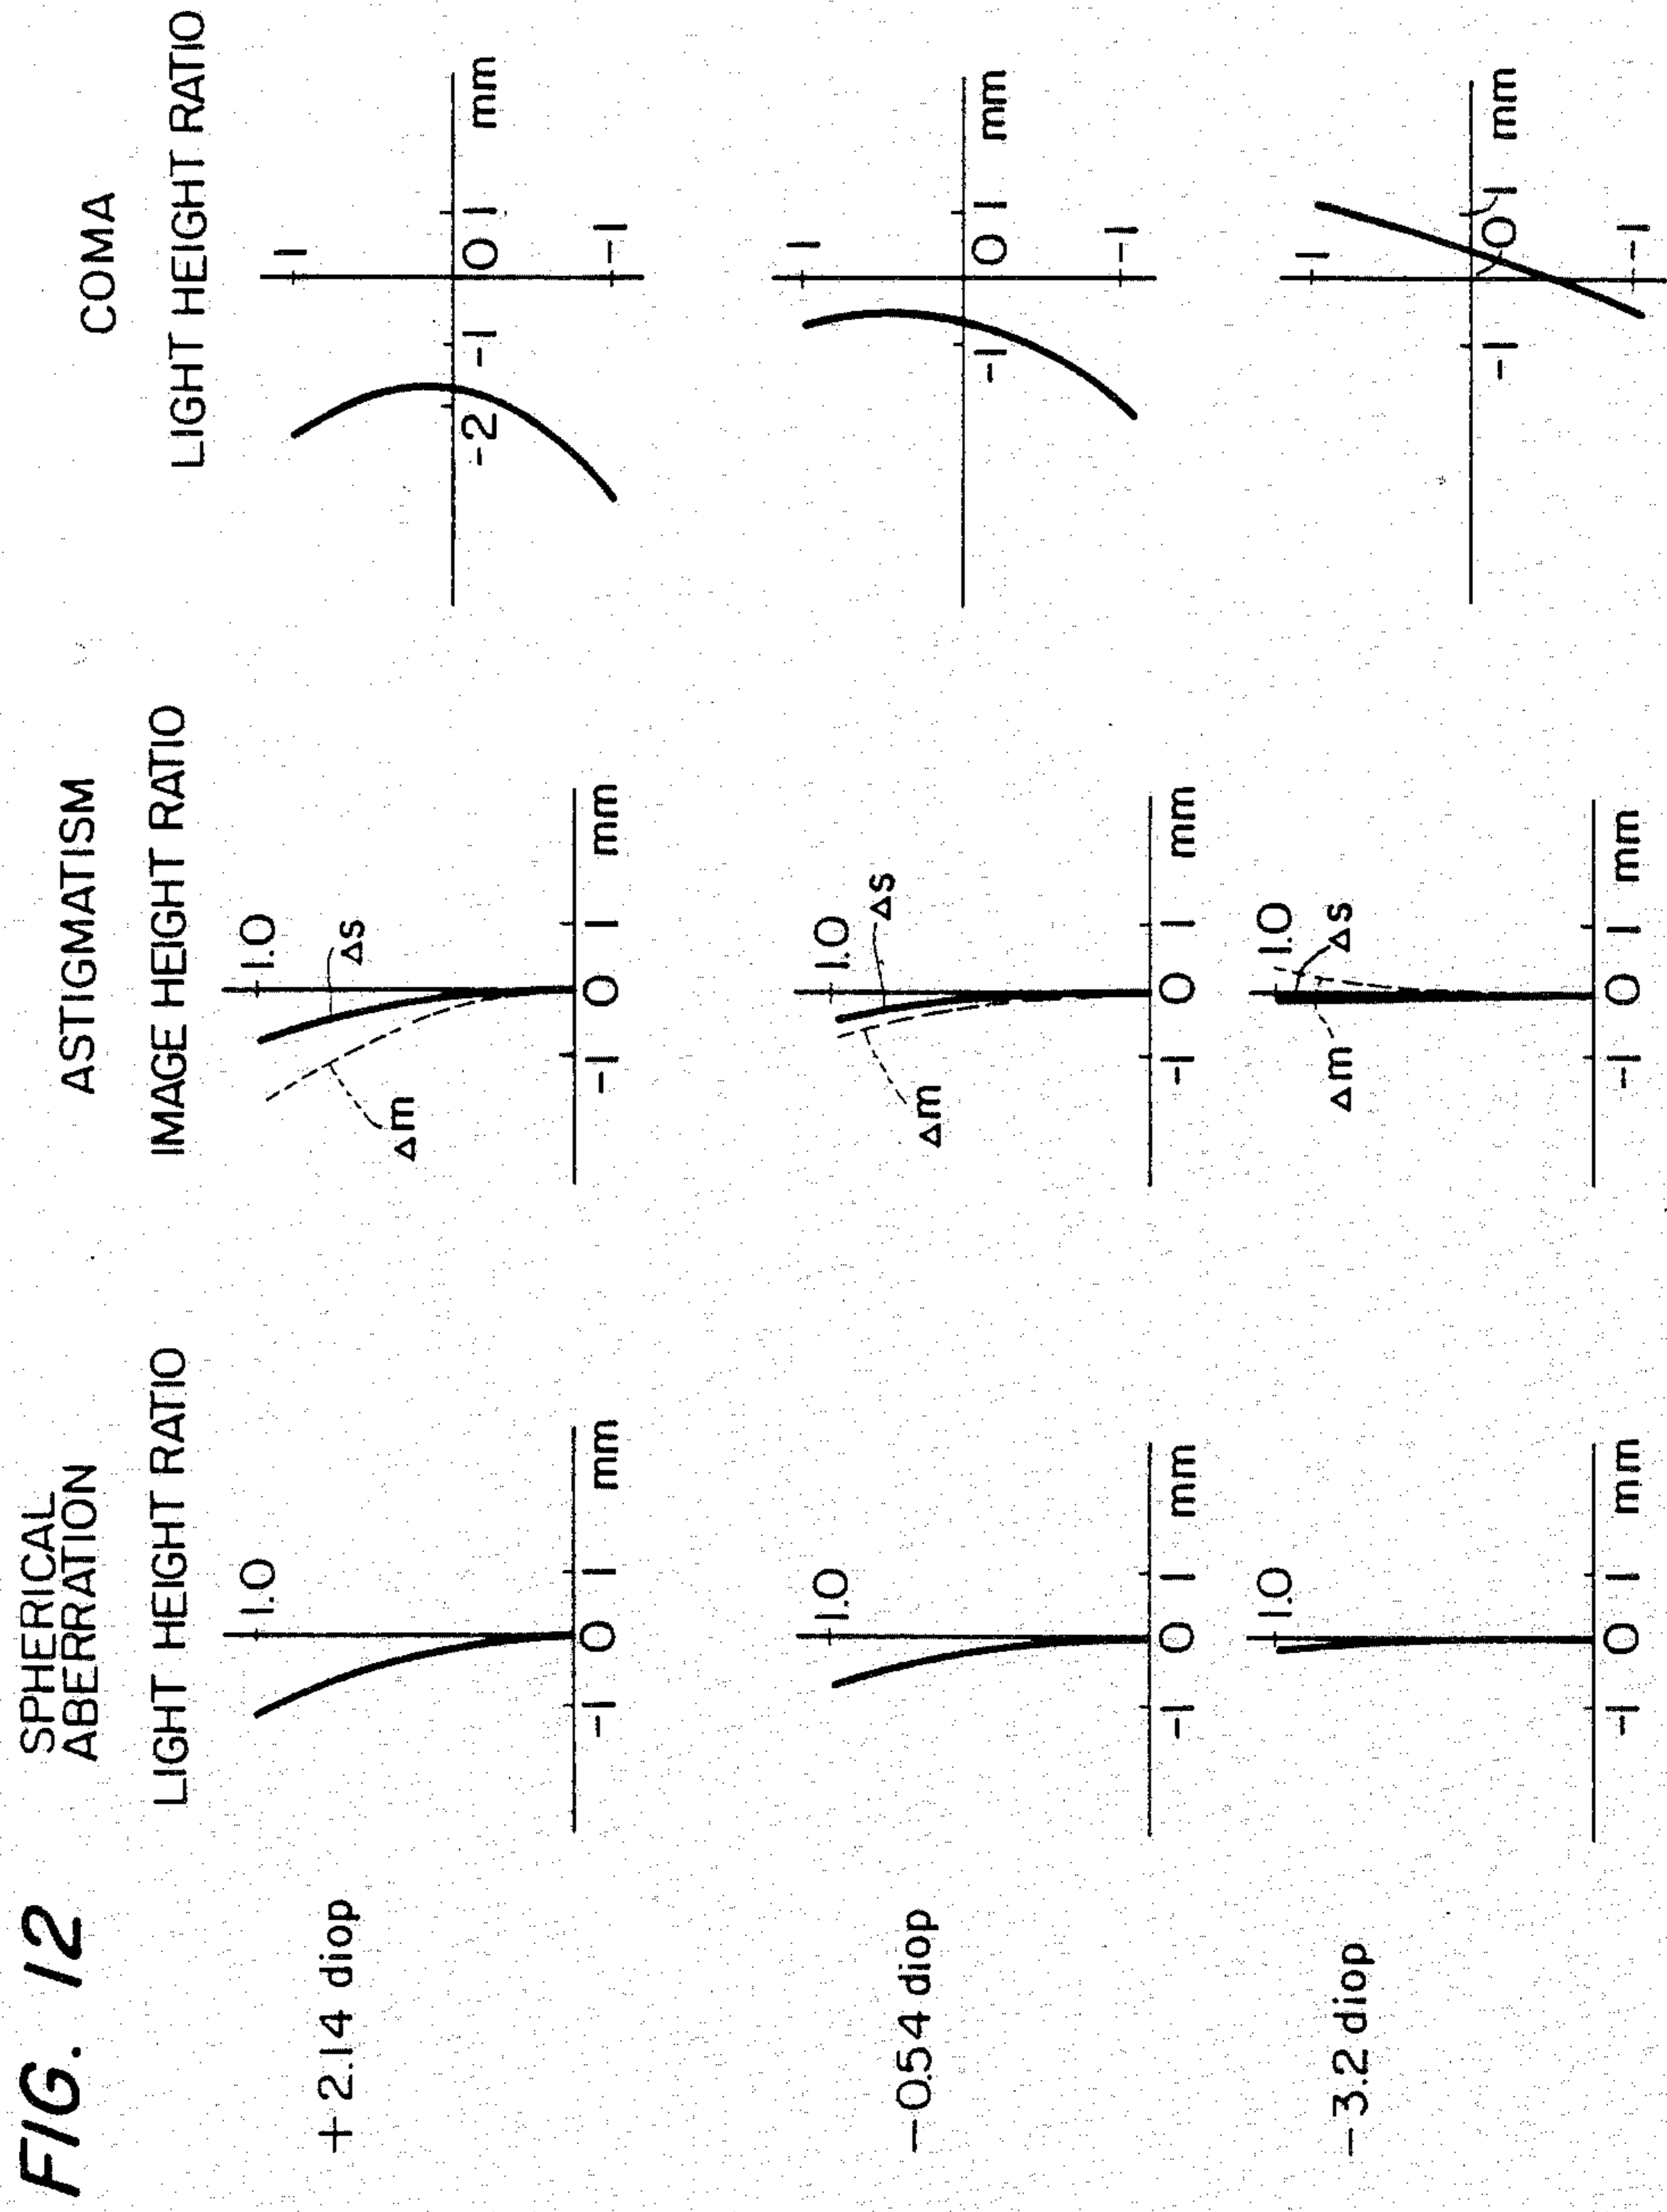 FIG. 12
SPHERICAL
ABERRATION
LIGHT HEIGHT RATIO
ASTIGMATISM
IMAGE HEIGHT RATIO
COMA
LIGHT HEIGHT RATIO
+2.14 diop
1.0
-1 0 1 mm
1.0
Δs
Δm
-1 0 1 mm
1
-2 -1 0 1 mm
-1
-0.54 diop
1.0
-1 0 1 mm
1.0
Δs
Δm
-1 0 1 mm
1
-1 0 1 mm
-1
-3.2 diop
1.0
-1 0 1 mm
1.0
Δm Δs
-1 0 1 mm
1
-1 0 1 mm
-1